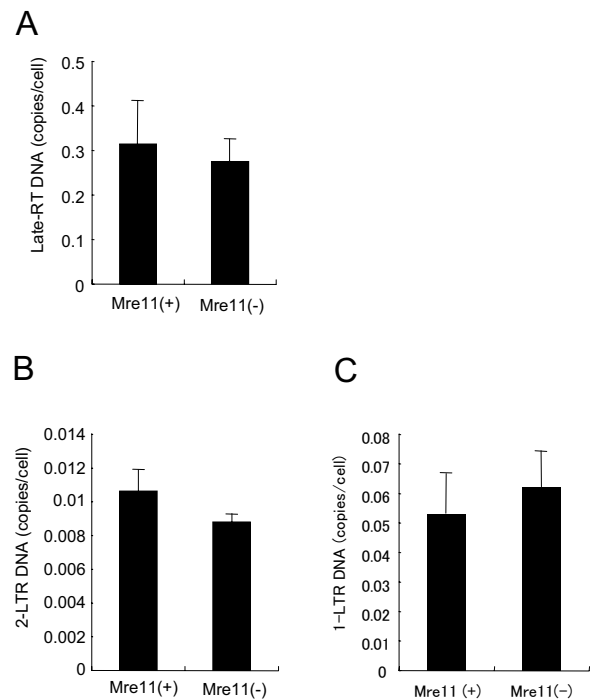 A
Late-RT DNA (copies/cell)
0.5
0.4
0.3
0.2
0.1
0
Mre11(+) Mre11(-)
B
2-LTR DNA (copies/cell)
0.014
0.012
0.01
0.008
0.006
0.004
0.002
0
Mre11(+) Mre11(-)
C
1-LTR DNA (copies/cell)
0.08
0.07
0.06
0.05
0.04
0.03
0.02
0.01
0
Mre11 (+) Mre11(-)